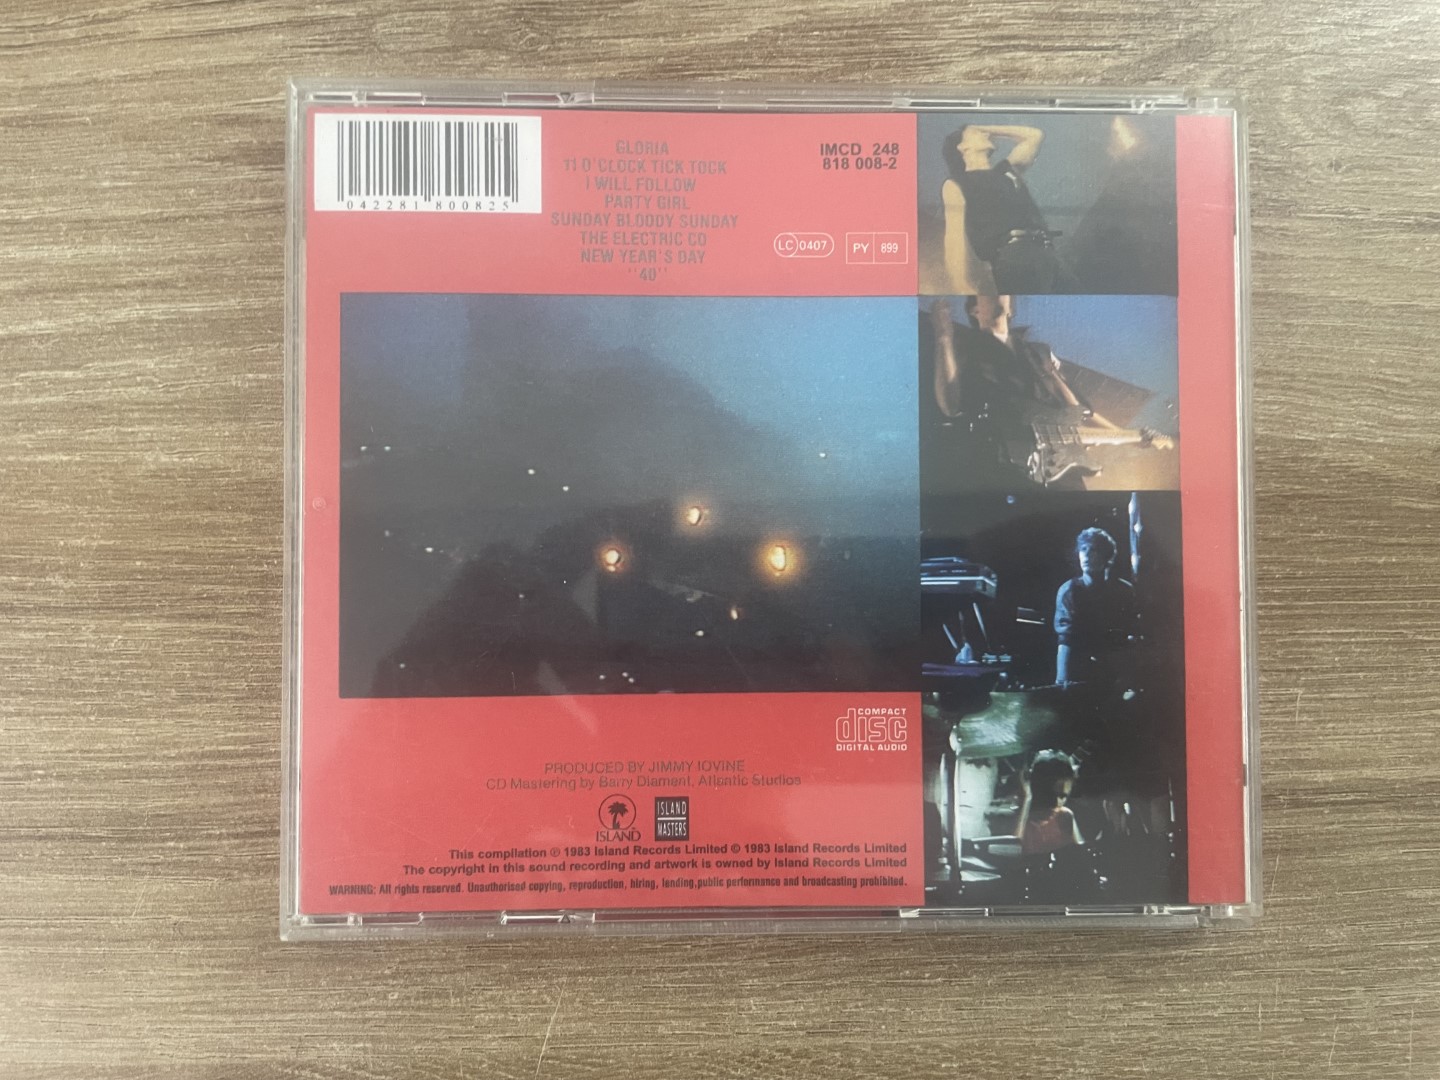 0 42281 80082 5
GLORIA
11 O'CLOCK TICK TOCK
I WILL FOLLOW
PARTY GIRL
SUNDAY BLOODY SUNDAY
THE ELECTRIC CO
NEW YEAR'S DAY
"40"
IMCD 248
818 008-2
LC 0407
PY 899
COMPACT
disc
DIGITAL AUDIO
PRODUCED BY JIMMY IOVINE
CD Mastering by Barry Diament, Atlantic Studios
ISLAND
ISLAND
MASTERS
This compilation ℗ 1983 Island Records Limited © 1983 Island Records Limited
The copyright in this sound recording and artwork is owned by Island Records Limited
WARNING: All rights reserved. Unauthorised copying, reproduction, hiring, lending,public performance and broadcasting prohibited.